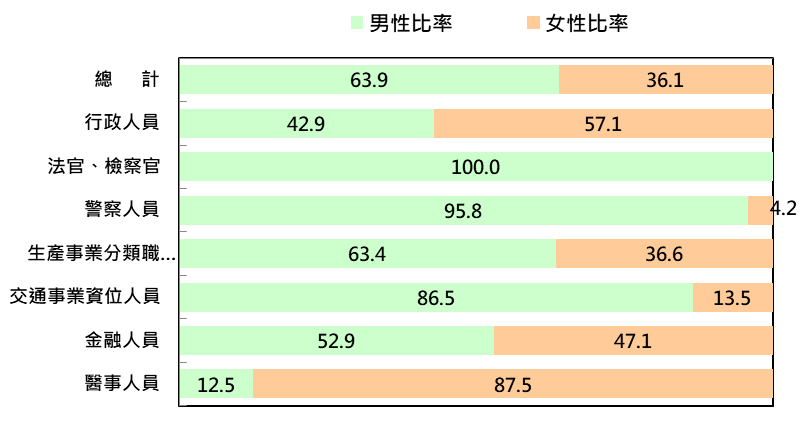 男性比率 女性比率
總 計 63.9 36.1
行政人員 42.9 57.1
法官、檢察官 100.0
警察人員 95.8 4.2
生產事業分類職... 63.4 36.6
交通事業資位人員 86.5 13.5
金融人員 52.9 47.1
醫事人員 12.5 87.5